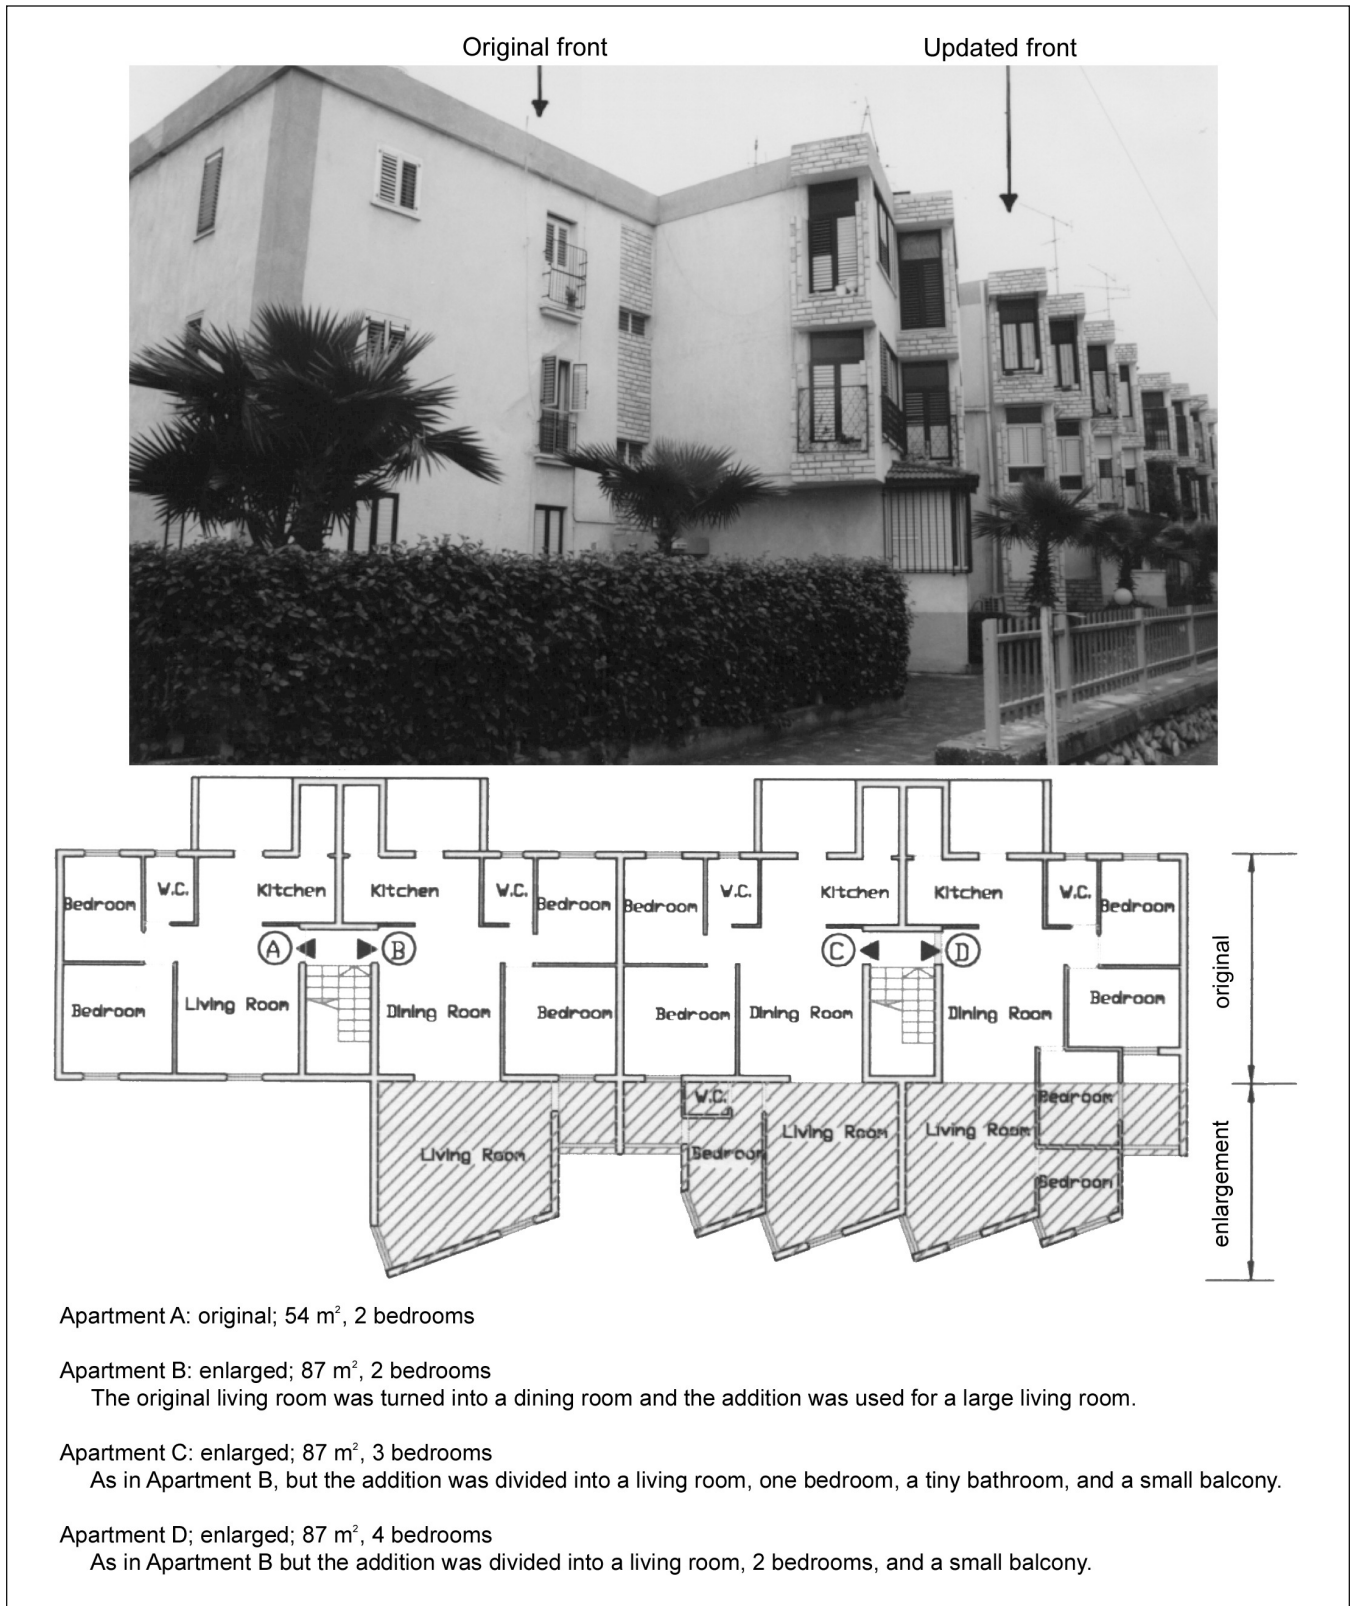 Original front
Updated front
Bedroom
W.C.
Kitchen
Kitchen
W.C.
Bedroom
Bedroom
W.C.
Kitchen
Kitchen
W.C.
Bedroom
A
B
C
D
Bedroom
Living Room
Dining Room
Bedroom
Bedroom
Dining Room
Dining Room
Bedroom
original
W.C.
Bedroom
Living Room
Bedroom
Living Room
Living Room
Bedroom
enlargement
Apartment A: original; 54 m², 2 bedrooms
Apartment B: enlarged; 87 m², 2 bedrooms
The original living room was turned into a dining room and the addition was used for a large living room.
Apartment C: enlarged; 87 m², 3 bedrooms
As in Apartment B, but the addition was divided into a living room, one bedroom, a tiny bathroom, and a small balcony.
Apartment D; enlarged; 87 m², 4 bedrooms
As in Apartment B but the addition was divided into a living room, 2 bedrooms, and a small balcony.